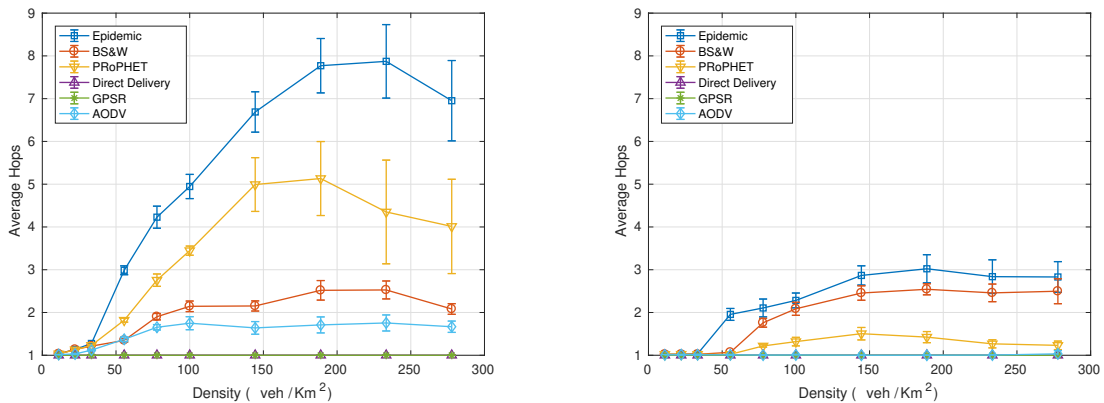 9
8
7
6
5
4
3
2
1
Average Hops
Epidemic
BS&W
PRoPHET
Direct Delivery
GPSR
AODV
0 50 100 150 200 250 300
Density ( veh /Km2)
9
8
7
6
5
4
3
2
1
Average Hops
Epidemic
BS&W
PRoPHET
Direct Delivery
GPSR
AODV
0 50 100 150 200 250 300
Density ( veh /Km2)